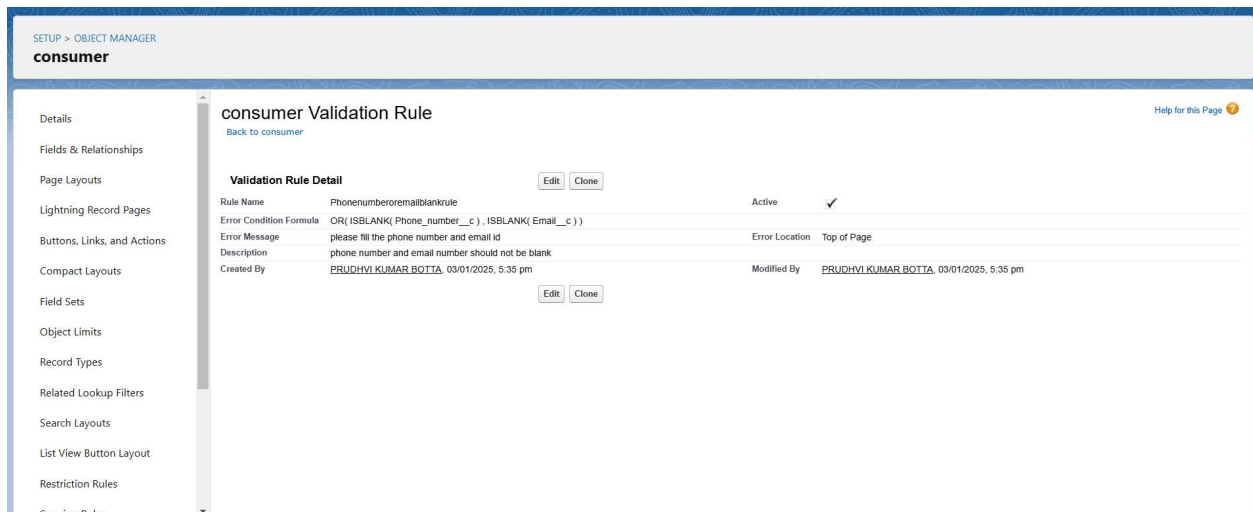 SETUP > OBJECT MANAGER
consumer
Details
Fields & Relationships
Page Layouts
Lightning Record Pages
Buttons, Links, and Actions
Compact Layouts
Field Sets
Object Limits
Record Types
Related Lookup Filters
Search Layouts
List View Button Layout
Restriction Rules
consumer Validation Rule
Help for this Page ?
Back to consumer
Validation Rule Detail Edit Clone
Rule Name Phonenumberoremailblankrule Active ✓
Error Condition Formula OR( ISBLANK( Phone_number__c ) , ISBLANK( Email__c ) )
Error Message please fill the phone number and email id Error Location Top of Page
Description phone number and email number should not be blank
Created By PRUDHVI KUMAR BOTTA, 03/01/2025, 5:35 pm Modified By PRUDHVI KUMAR BOTTA, 03/01/2025, 5:35 pm
Edit Clone